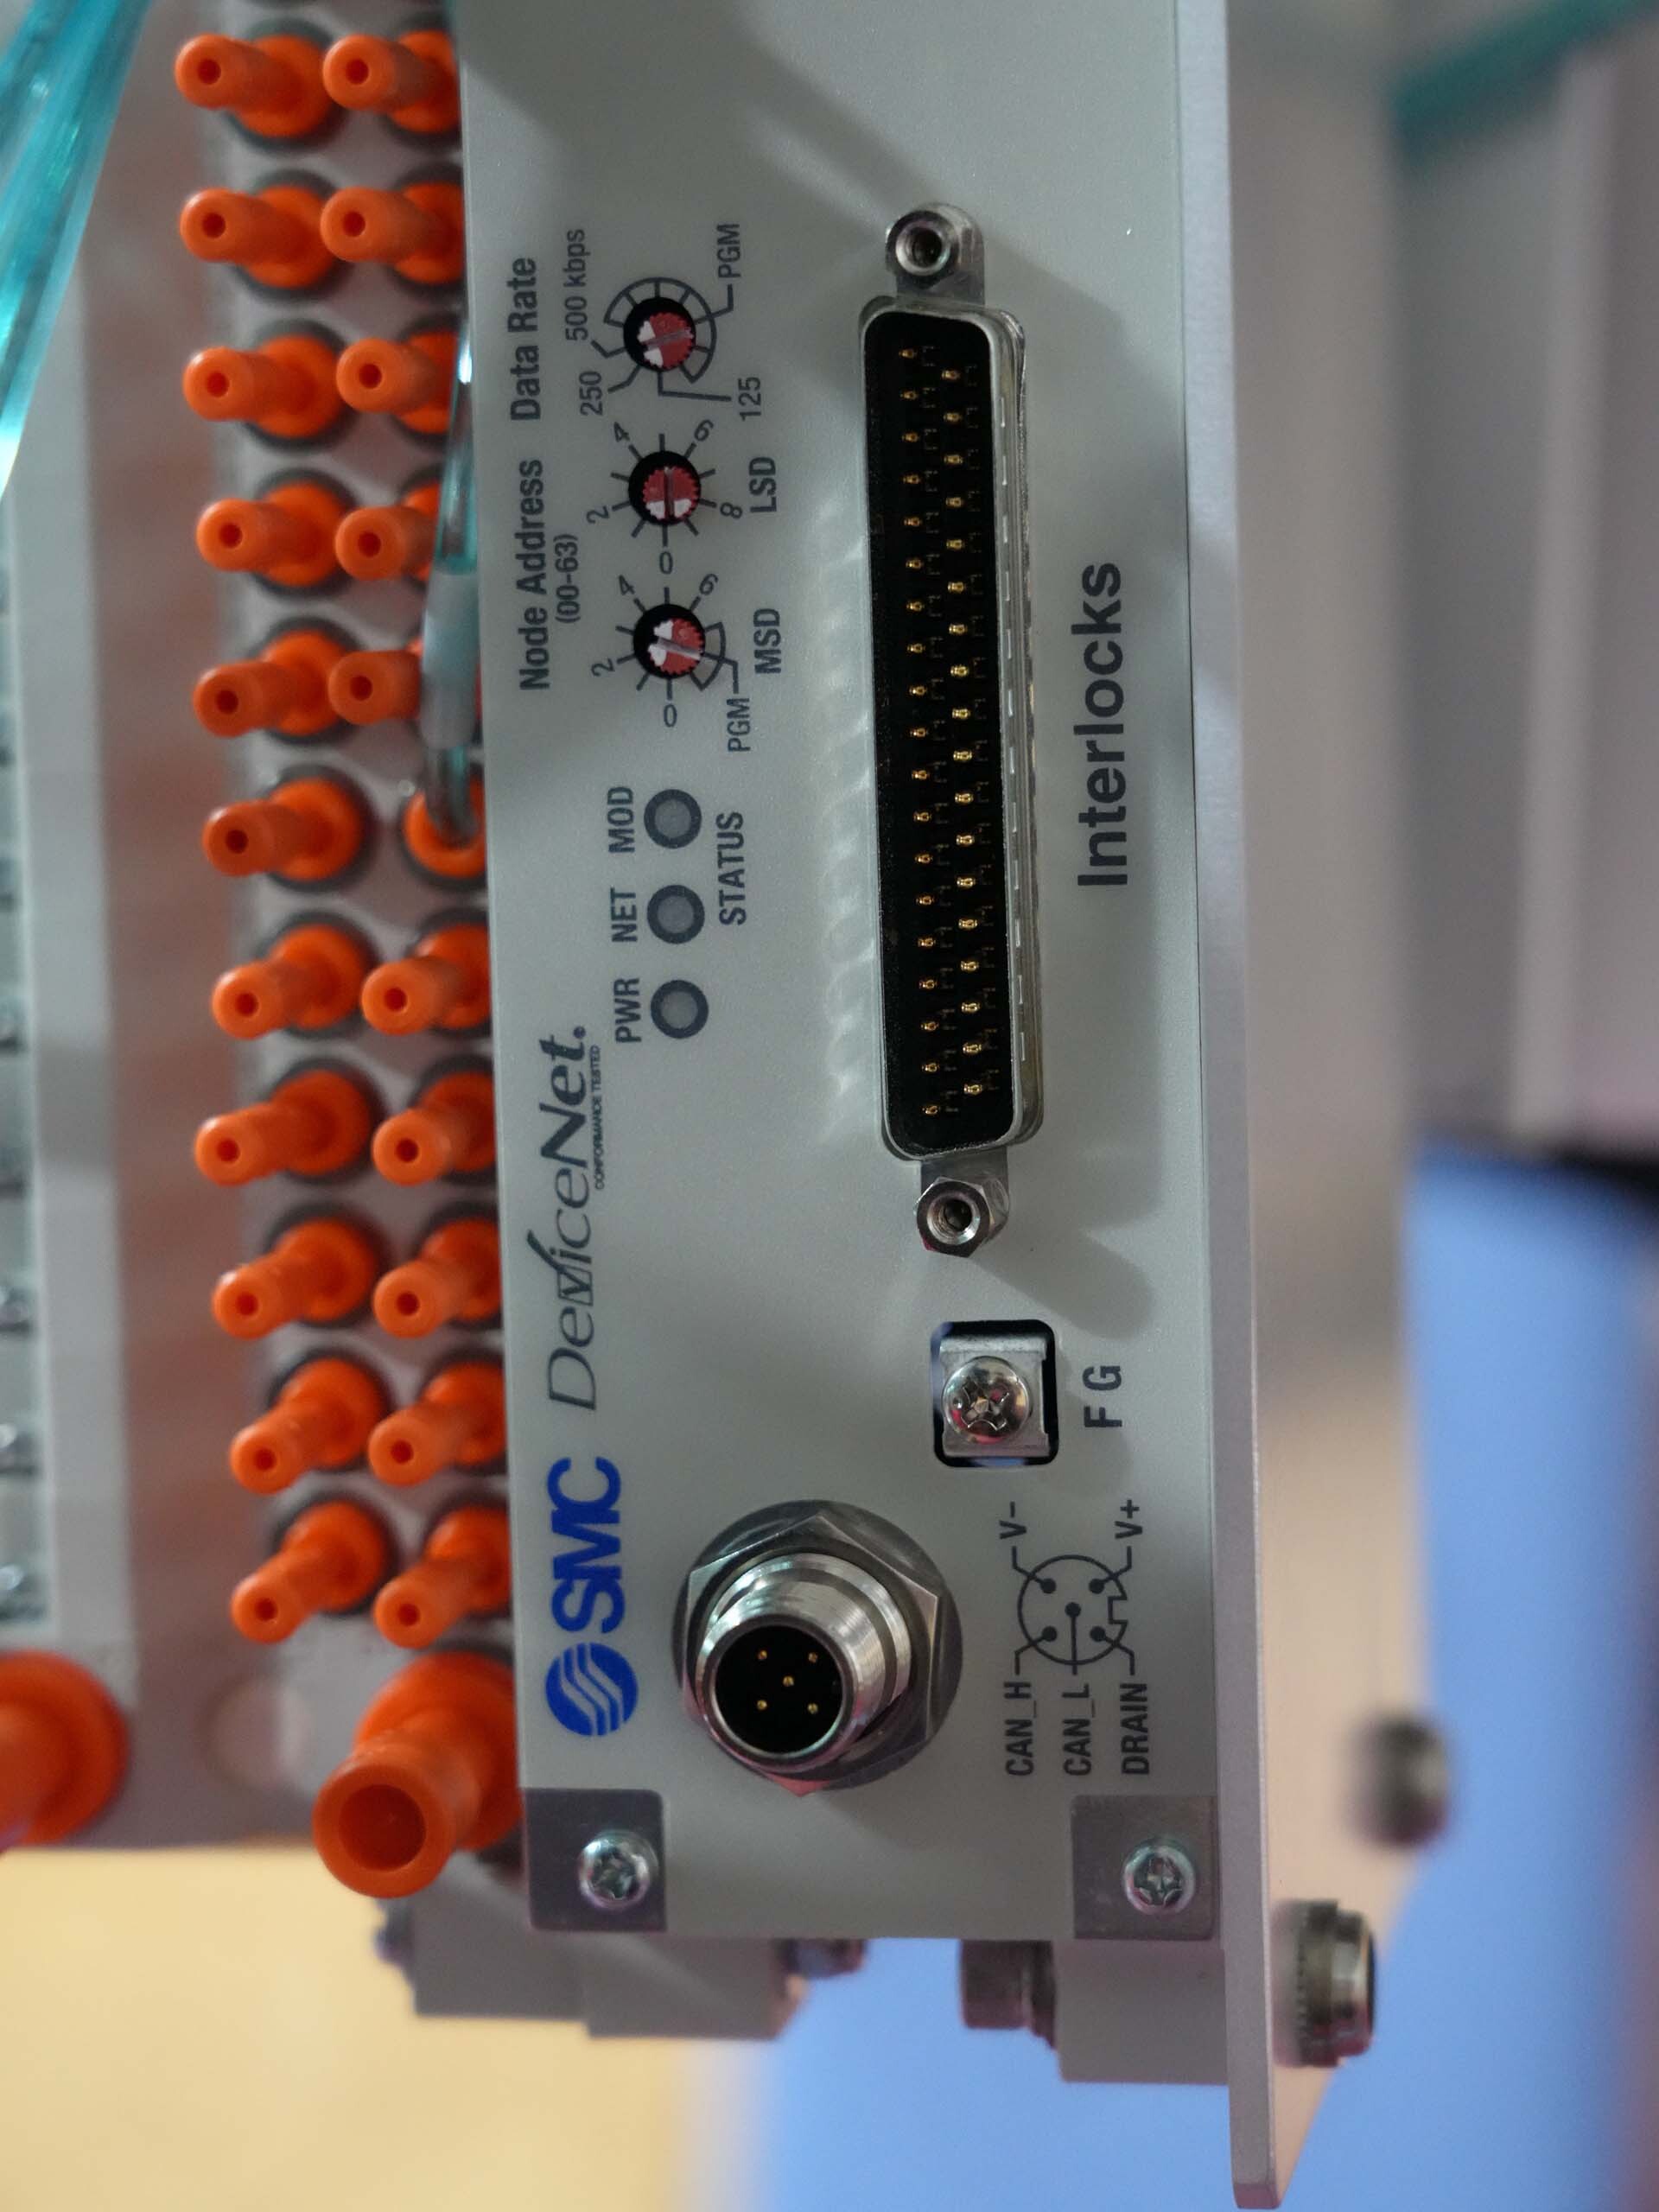 SMC
DeviceNet.
CONFORMANCE TESTED
PWR
NET
MOD
STATUS
Node Address
(00-63)
0
2
4
6
PGM
MSD
0
2
4
6
8
LSD
Data Rate
125
250
500 kbps
PGM
Interlocks
F G
CAN_H
CAN_L
DRAIN
V-
V+